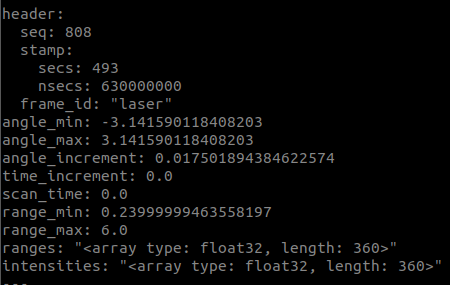 header:
  seq: 808
  stamp:
    secs: 493
    nsecs: 630000000
  frame_id: "laser"
angle_min: -3.141590118408203
angle_max: 3.141590118408203
angle_increment: 0.017501894384622574
time_increment: 0.0
scan_time: 0.0
range_min: 0.23999999463558197
range_max: 6.0
ranges: "<array type: float32, length: 360>"
intensities: "<array type: float32, length: 360>"
---